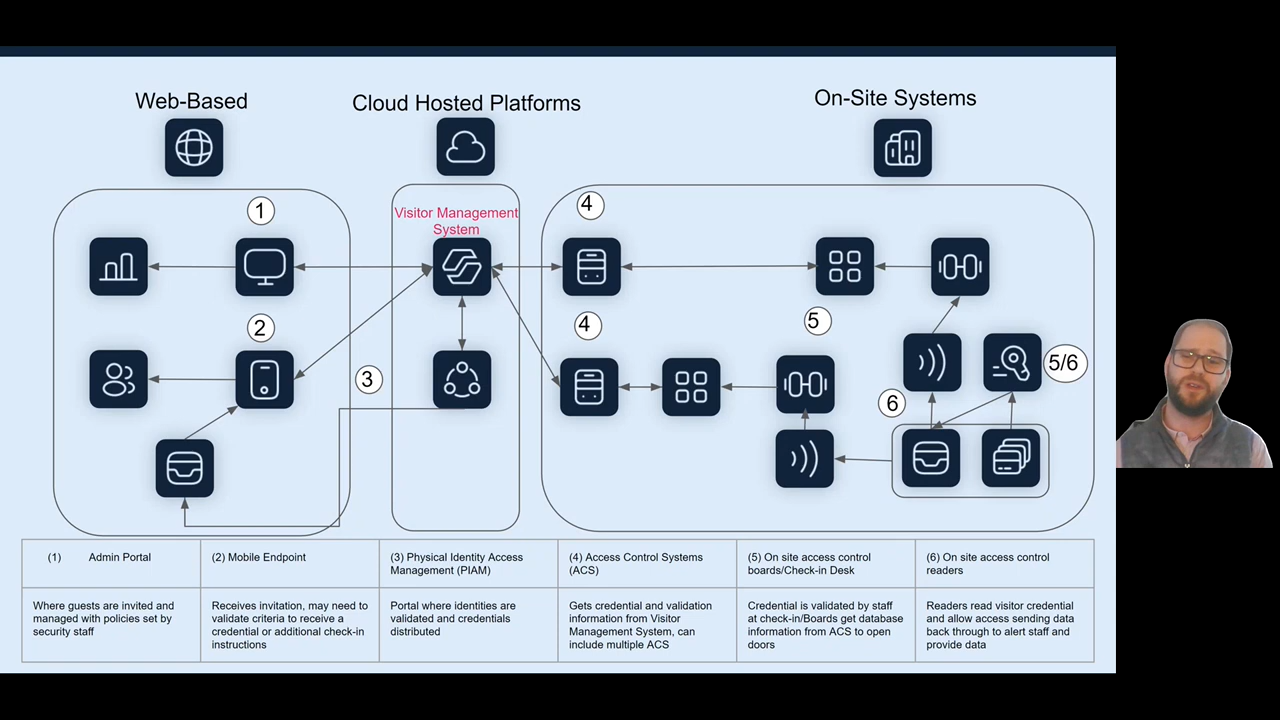 Web-Based
Cloud Hosted Platforms
On-Site Systems
1
Visitor Management
System
4
2
3
4
5
5/6
6
(1) Admin Portal
(2) Mobile Endpoint
(3) Physical Identity Access
Management (PIAM)
(4) Access Control Systems
(ACS)
(5) On site access control
boards/Check-in Desk
(6) On site access control
readers
Where guests are invited and
managed with policies set by
security staff
Receives invitation, may need to
validate criteria to receive a
credential or additional check-in
instructions
Portal where identities are
validated and credentials
distributed
Gets credential and validation
information from Visitor
Management System, can
include multiple ACS
Credential is validated by staff
at check-in/Boards get database
information from ACS to open
doors
Readers read visitor credential
and allow access sending data
back through to alert staff and
provide data